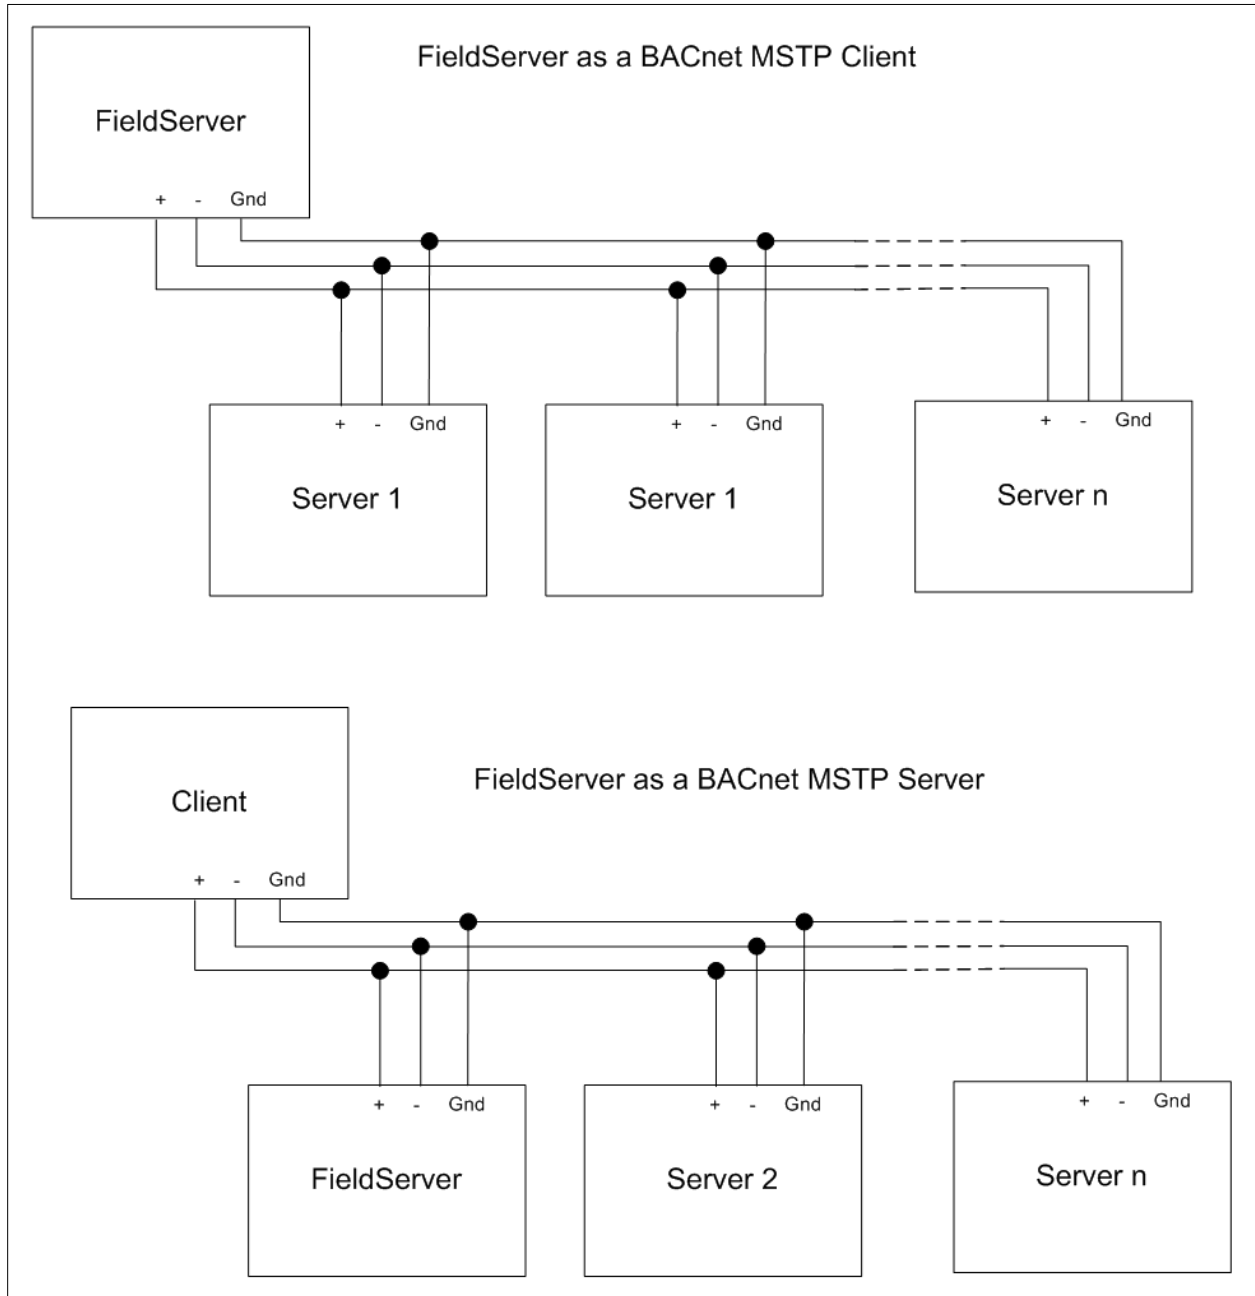 FieldServer as a BACnet MSTP Client
FieldServer
+ - Gnd
+ - Gnd
+ - Gnd
+ - Gnd
Server 1
Server 1
Server n
FieldServer as a BACnet MSTP Server
Client
+ - Gnd
+ - Gnd
+ - Gnd
+ - Gnd
FieldServer
Server 2
Server n